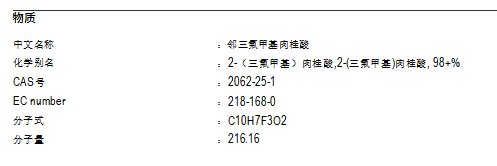 物质
中文名称 : 邻三氟甲基肉桂酸
化学别名 : 2-（三氟甲基）肉桂酸,2-(三氟甲基)肉桂酸, 98+%
CAS号 : 2062-25-1
EC number : 218-168-0
分子式 : C10H7F3O2
分子量 : 216.16